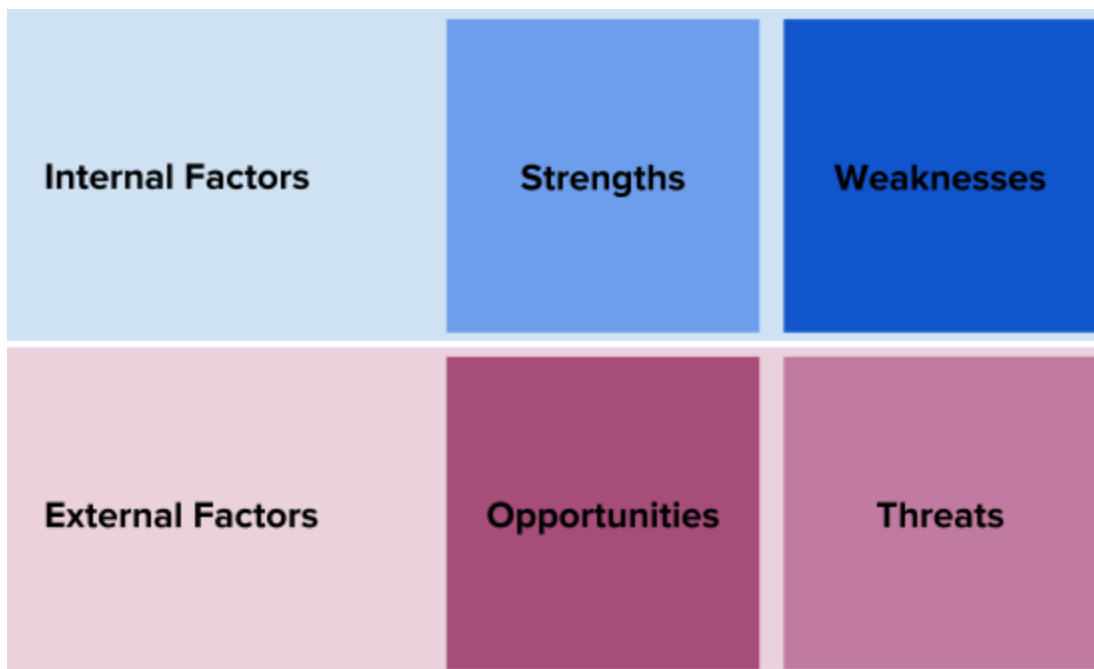 Internal Factors
Strengths
Weaknesses
External Factors
Opportunities
Threats